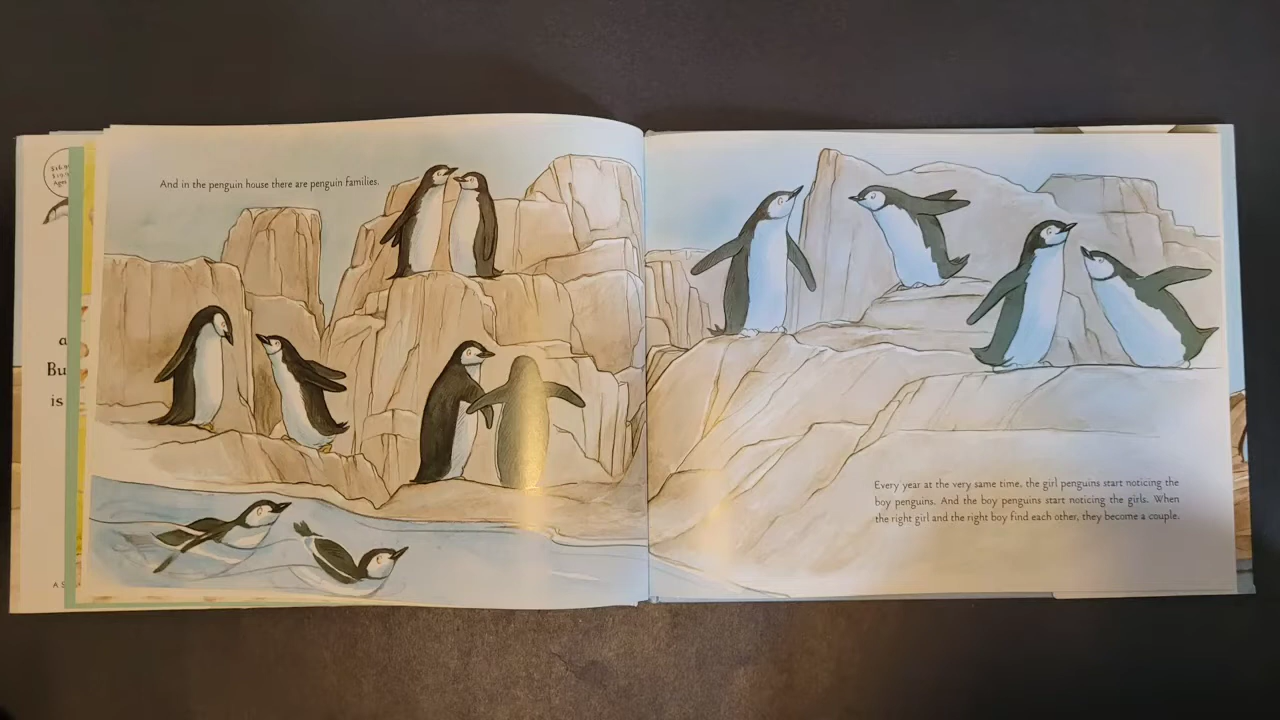 And in the penguin house there are penguin families.
Every year at the very same time, the girl penguins start noticing the
boy penguins. And the boy penguins start noticing the girls. When
the right girl and the right boy find each other, they become a couple.
a
Bu
is
A S